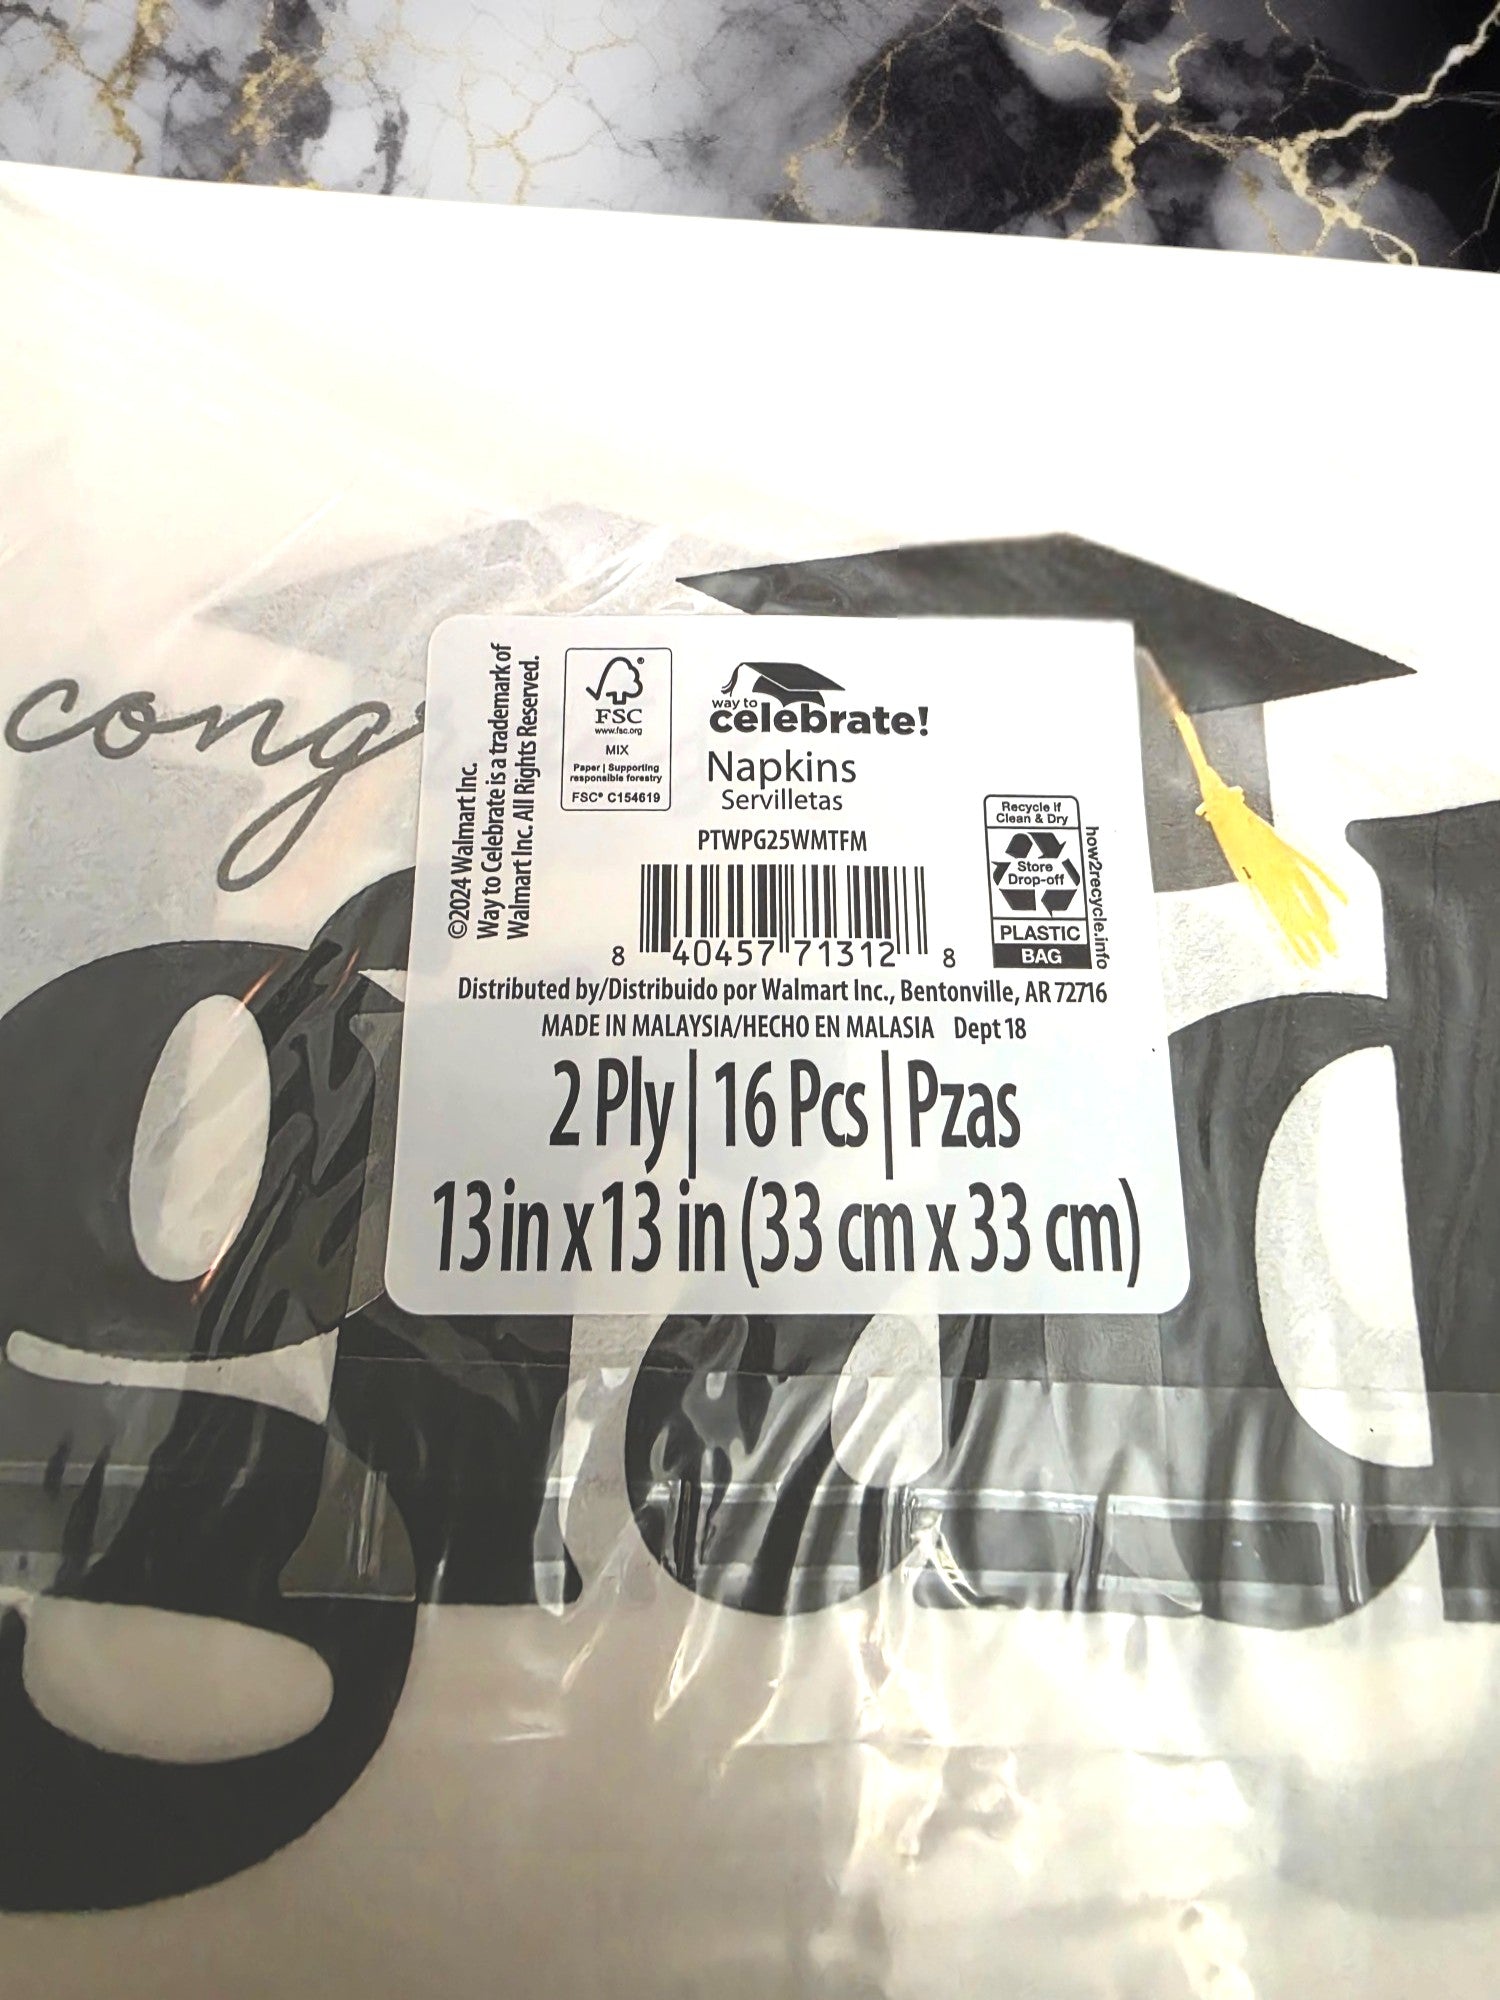 cong
grad
©2024 Walmart Inc.
Way to Celebrate is a trademark of
Walmart Inc. All Rights Reserved.
FSC®
www.fsc.org
MIX
Paper | Supporting
responsible forestry
FSC® C154619
way to
celebrate!
Napkins
Servilletas
PTWPG25WMTFM
8 40457 71312 8
Recycle If
Clean & Dry
Store
Drop-off
PLASTIC
BAG
how2recycle.info
Distributed by/Distribuido por Walmart Inc., Bentonville, AR 72716
MADE IN MALAYSIA/HECHO EN MALASIA Dept 18
2 Ply | 16 Pcs | Pzas
13 in x 13 in (33 cm x 33 cm)